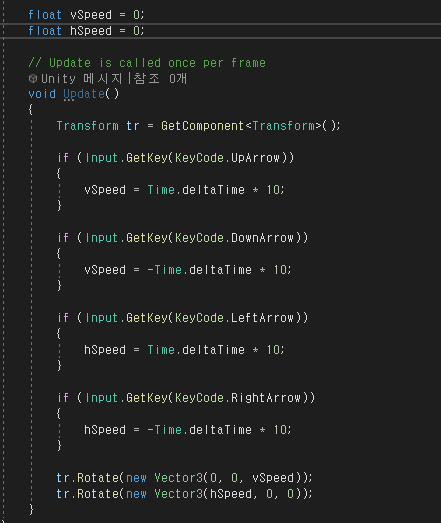 float vSpeed = 0;
float hSpeed = 0;
// Update is called once per frame
Unity 메시지|참조 0개
void Update()
{
Transform tr = GetComponent<Transform>();
if (Input.GetKey(KeyCode.UpArrow))
{
vSpeed = Time.deltaTime * 10;
}
if (Input.GetKey(KeyCode.DownArrow))
{
vSpeed = -Time.deltaTime * 10;
}
if (Input.GetKey(KeyCode.LeftArrow))
{
hSpeed = Time.deltaTime * 10;
}
if (Input.GetKey(KeyCode.RightArrow))
{
hSpeed = -Time.deltaTime * 10;
}
tr.Rotate(new Vector3(0, 0, vSpeed));
tr.Rotate(new Vector3(hSpeed, 0, 0));
}